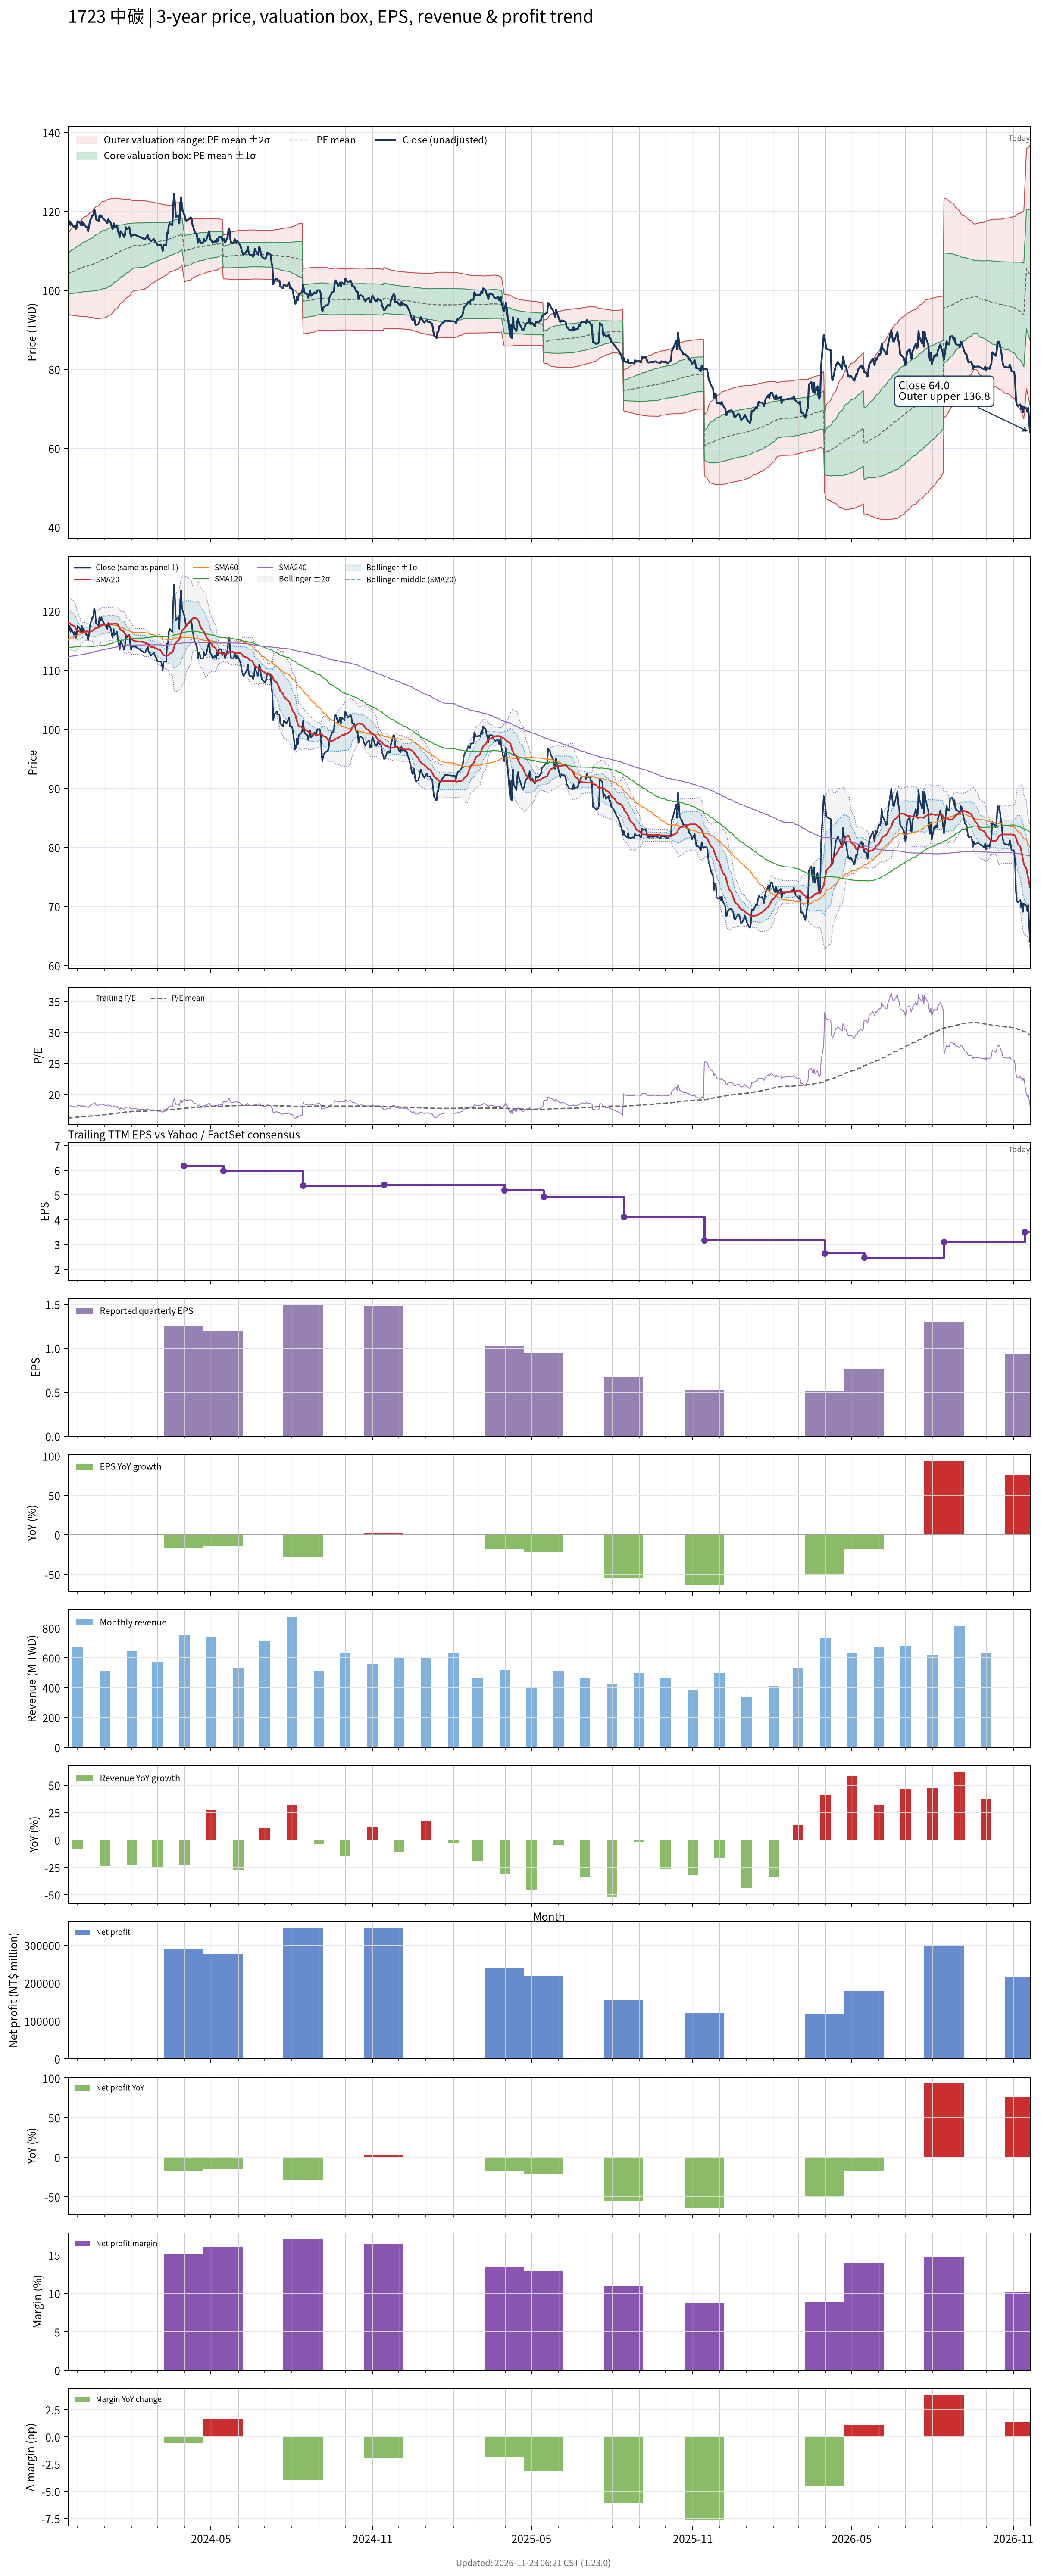 1723 中碳 | 3-year price, valuation box, EPS, revenue & profit trend
Outer valuation range: PE mean ±2σ
Core valuation box: PE mean ±1σ
PE mean
Close (unadjusted)
Today
Price (TWD)
140
120
100
80
60
40
Close 64.0
Outer upper 136.8
Close (same as panel 1)
SMA20
SMA60
SMA120
SMA240
Bollinger ±2σ
Bollinger ±1σ
Bollinger middle (SMA20)
Price
120
110
100
90
80
70
60
Trailing P/E
P/E mean
P/E
35
30
25
20
Trailing TTM EPS vs Yahoo / FactSet consensus
Today
EPS
7
6
5
4
3
2
Reported quarterly EPS
EPS
1.5
1.0
0.5
0.0
EPS YoY growth
YoY (%)
100
50
0
-50
Monthly revenue
Revenue (M TWD)
800
600
400
200
0
Revenue YoY growth
YoY (%)
50
25
0
-25
-50
Month
Net profit
Net profit (NT$ million)
300000
200000
100000
0
Net profit YoY
YoY (%)
100
50
0
-50
Net profit margin
Margin (%)
15
10
5
0
Margin YoY change
Δ margin (pp)
2.5
0.0
-2.5
-5.0
-7.5
2024-05
2024-11
2025-05
2025-11
2026-05
2026-11
Updated: 2026-11-23 06:21 CST (1.23.0)